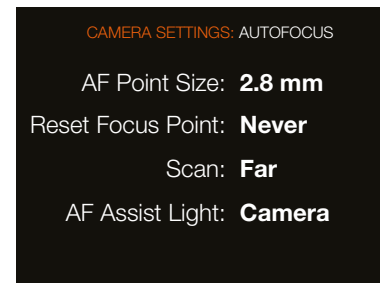 CAMERA SETTINGS: AUTOFOCUS
AF Point Size: 2.8 mm
Reset Focus Point: Never
Scan: Far
AF Assist Light: Camera